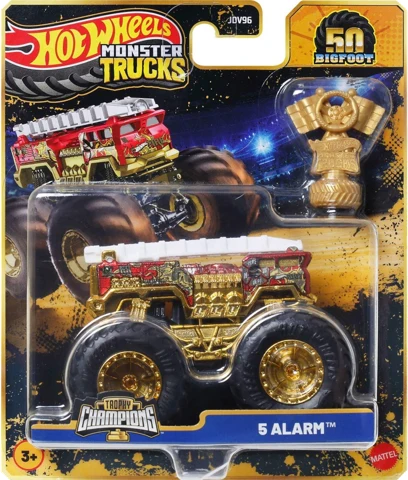 HOT WHEELS
MONSTER
TRUCKS
JDV96
50
BIGFOOT
TROPHY
CHAMPIONS
5 ALARM™
3+
MATTEL